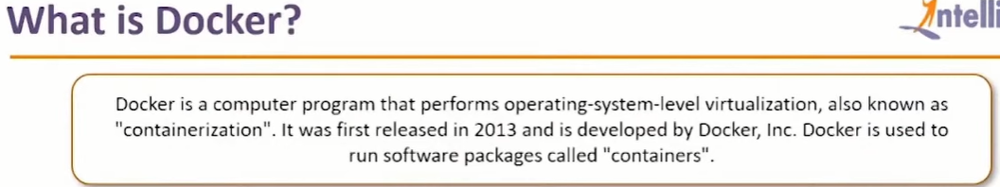 What is Docker?
Intelli
Docker is a computer program that performs operating-system-level virtualization, also known as
"containerization". It was first released in 2013 and is developed by Docker, Inc. Docker is used to
run software packages called "containers".